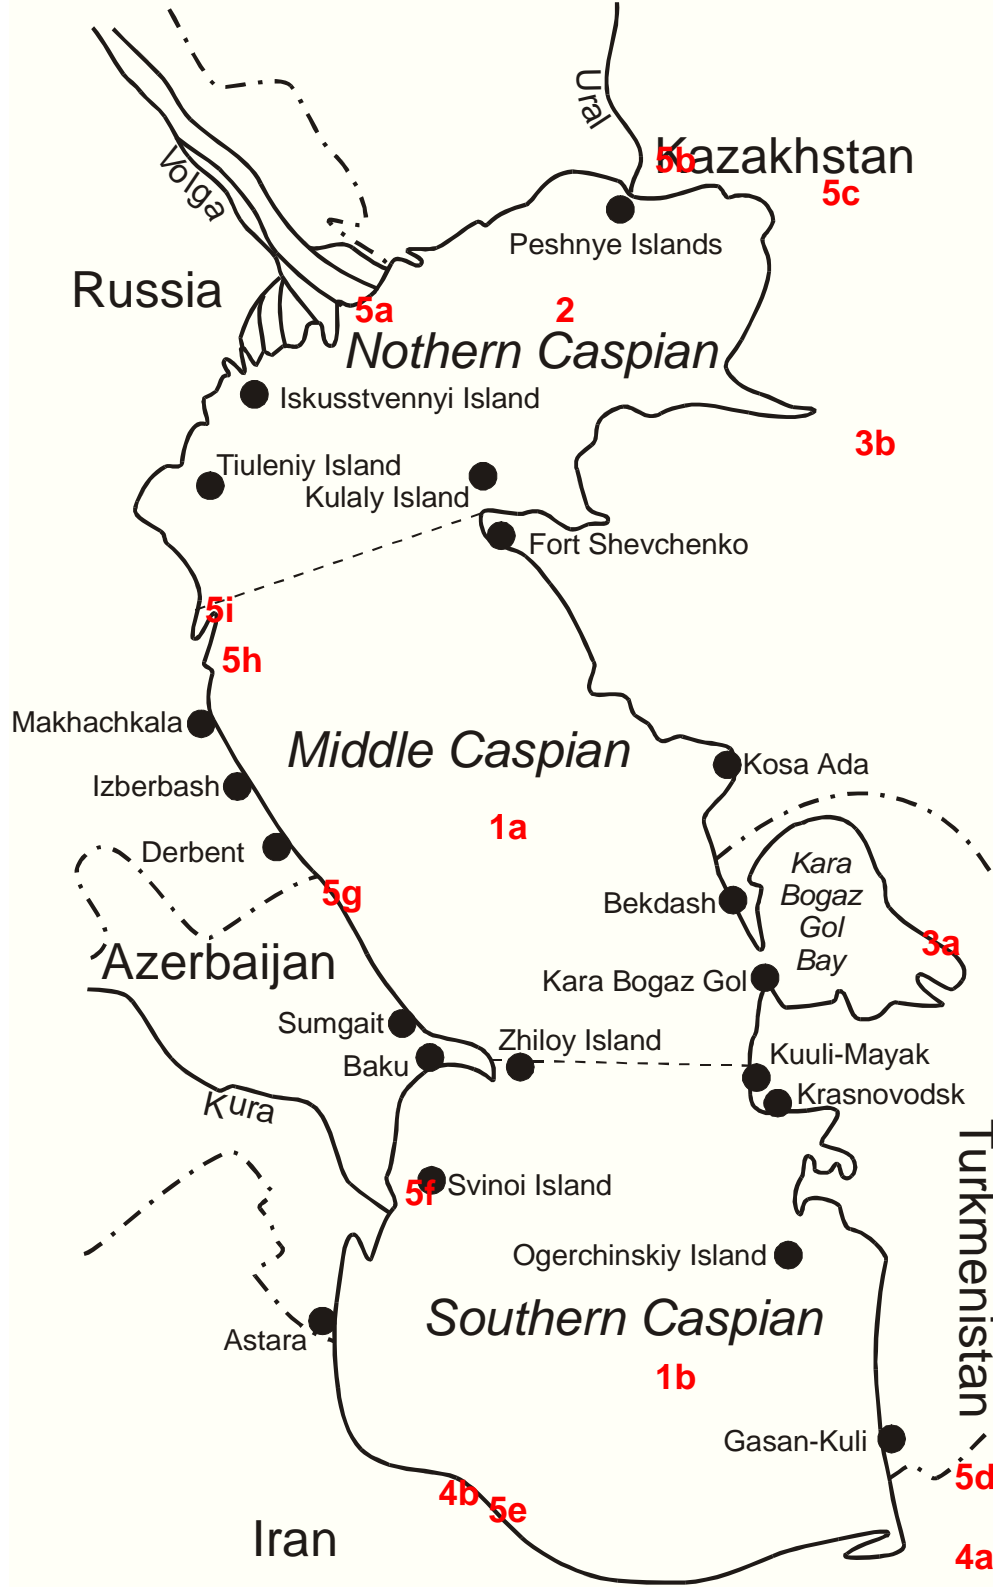 Ural
Kazakhstan
5b
5c
Volga
Peshnye Islands
Russia
5a
2
Nothern Caspian
Iskusstvennyi Island
3b
Tiuleniy Island
Kulaly Island
Fort Shevchenko
5i
5h
Makhachkala
Middle Caspian
Kosa Ada
Izberbash
1a
Derbent
Kara
Bogaz
Gol
Bay
5g
Bekdash
3a
Azerbaijan
Kara Bogaz Gol
Sumgait
Zhiloy Island
Baku
Kuuli-Mayak
Krasnovodsk
Kura
Turkmenistan
5f
Svinoi Island
Ogerchinskiy Island
Southern Caspian
Astara
1b
Gasan-Kuli
5d
4b
5e
Iran
4a